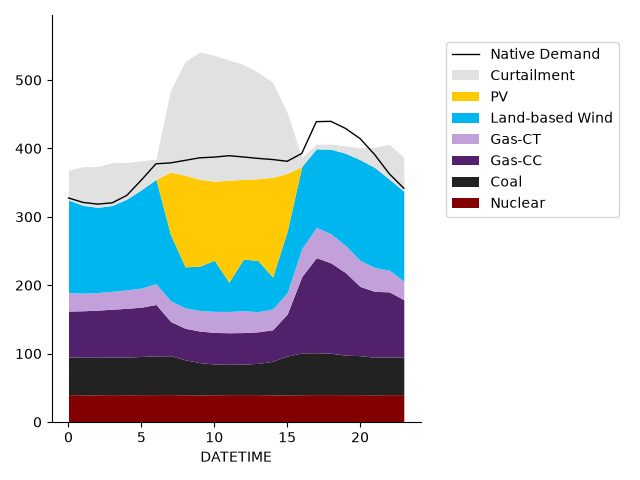 500
400
300
200
100
0
0 5 10 15 20
DATETIME
Native Demand
Curtailment
PV
Land-based Wind
Gas-CT
Gas-CC
Coal
Nuclear